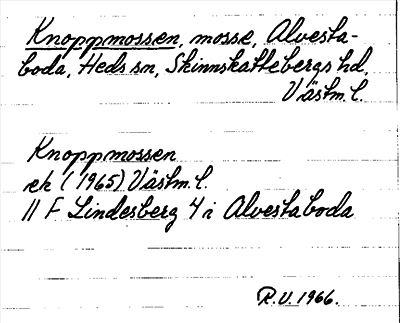 Knoppmossen, mosse, Alvesta-
boda, Heds sn, Skinnskattebergs hd,
Västm. l.
Knoppmossen
ek (1965) Västm. l.
11 F Lindesberg 4 i Alvestaboda
R.V. 1966.